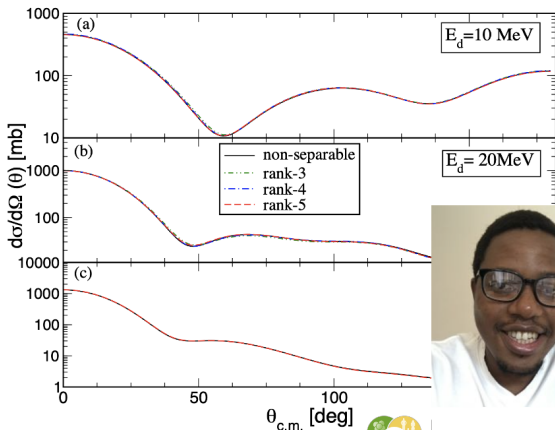 1000
(a)
E_d=10 MeV
100
10
(b)
non-separable
rank-3
rank-4
rank-5
E_d= 20MeV
1000
100
10000
(c)
1000
100
10
1
0
50
100
θ_c.m. [deg]
dσ/dΩ (θ) [mb]